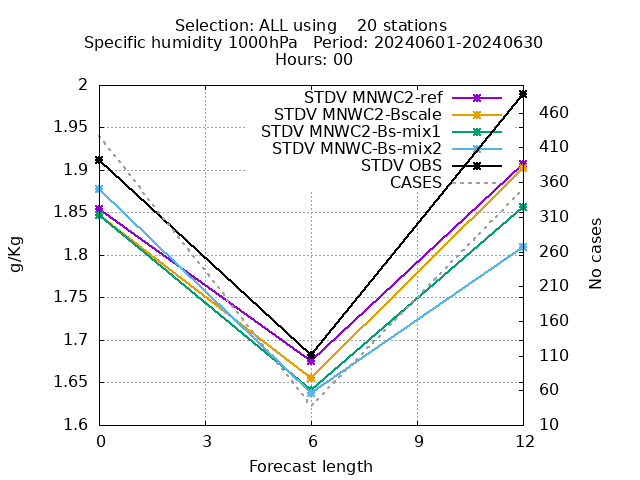 Selection: ALL using    20 stations
Specific humidity 1000hPa   Period: 20240601-20240630
Hours: 00
STDV MNWC2-ref
STDV MNWC2-Bscale
STDV MNWC2-Bs-mix1
STDV MNWC-Bs-mix2
STDV OBS
CASES
g/Kg
2
1.95
1.9
1.85
1.8
1.75
1.7
1.65
1.6
460
410
360
310
260
210
160
110
60
10
No cases
0 3 6 9 12
Forecast length